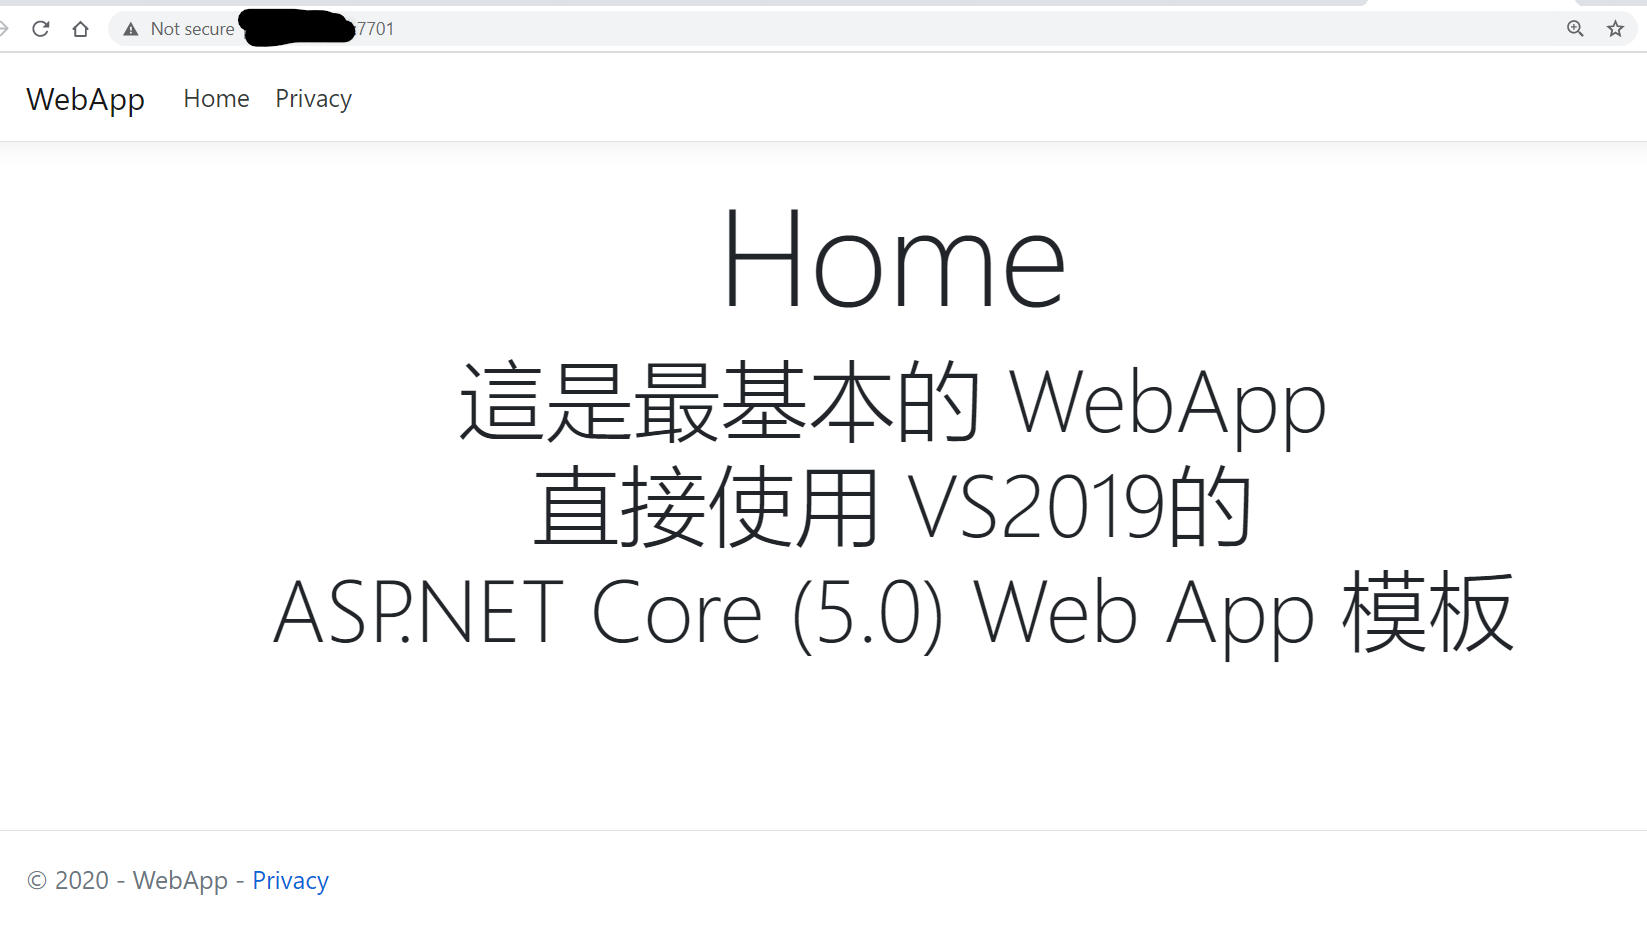 Not secure :7701
WebApp Home Privacy
Home
這是最基本的 WebApp
直接使用 VS2019的
ASP.NET Core (5.0) Web App 模板
© 2020 - WebApp - Privacy